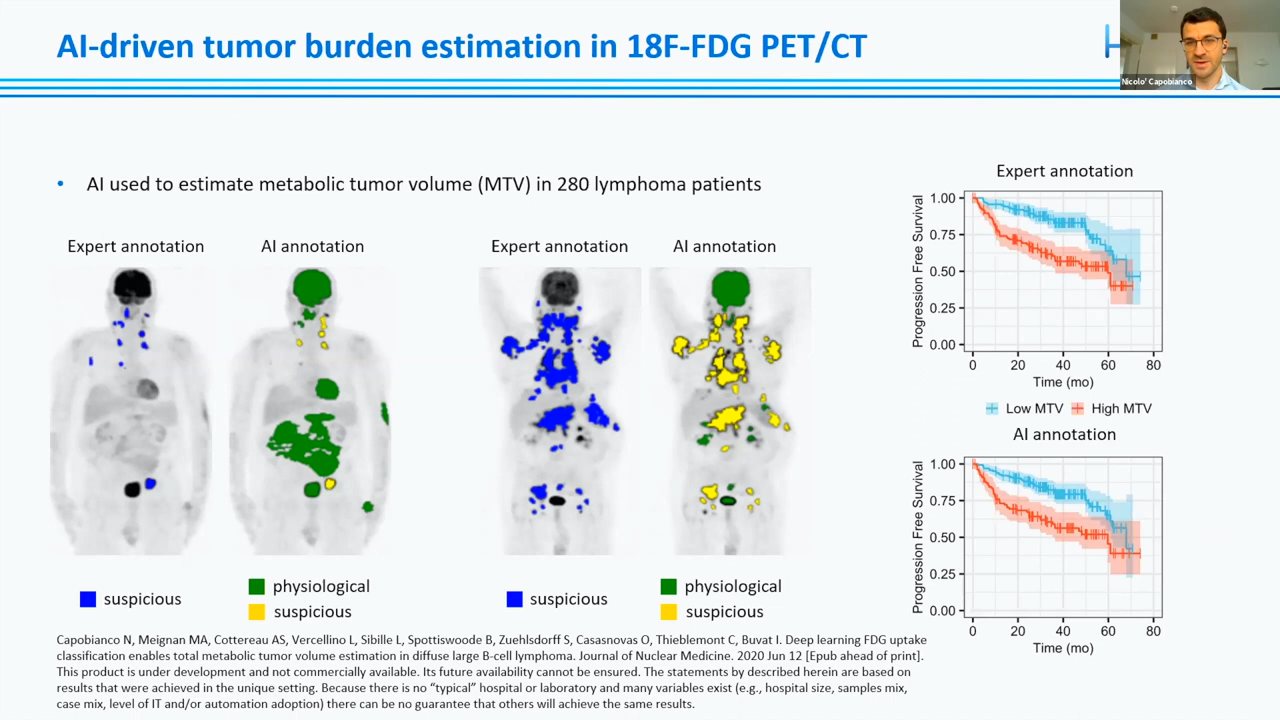 AI-driven tumor burden estimation in 18F-FDG PET/CT
H
Nicolo' Capobianco
• AI used to estimate metabolic tumor volume (MTV) in 280 lymphoma patients
Expert annotation
AI annotation
suspicious
physiological
suspicious
Expert annotation
AI annotation
suspicious
physiological
suspicious
Expert annotation
Progression Free Survival
1.00
0.75
0.50
0.25
0.00
0 20 40 60 80
Time (mo)
Low MTV High MTV
AI annotation
Progression Free Survival
1.00
0.75
0.50
0.25
0.00
0 20 40 60 80
Time (mo)
Capobianco N, Meignan MA, Cottereau AS, Vercellino L, Sibille L, Spottiswoode B, Zuehlsdorff S, Casasnovas O, Thieblemont C, Buvat I. Deep learning FDG uptake
classification enables total metabolic tumor volume estimation in diffuse large B-cell lymphoma. Journal of Nuclear Medicine. 2020 Jun 12 [Epub ahead of print].
This product is under development and not commercially available. Its future availability cannot be ensured. The statements by described herein are based on
results that were achieved in the unique setting. Because there is no “typical” hospital or laboratory and many variables exist (e.g., hospital size, samples mix,
case mix, level of IT and/or automation adoption) there can be no guarantee that others will achieve the same results.